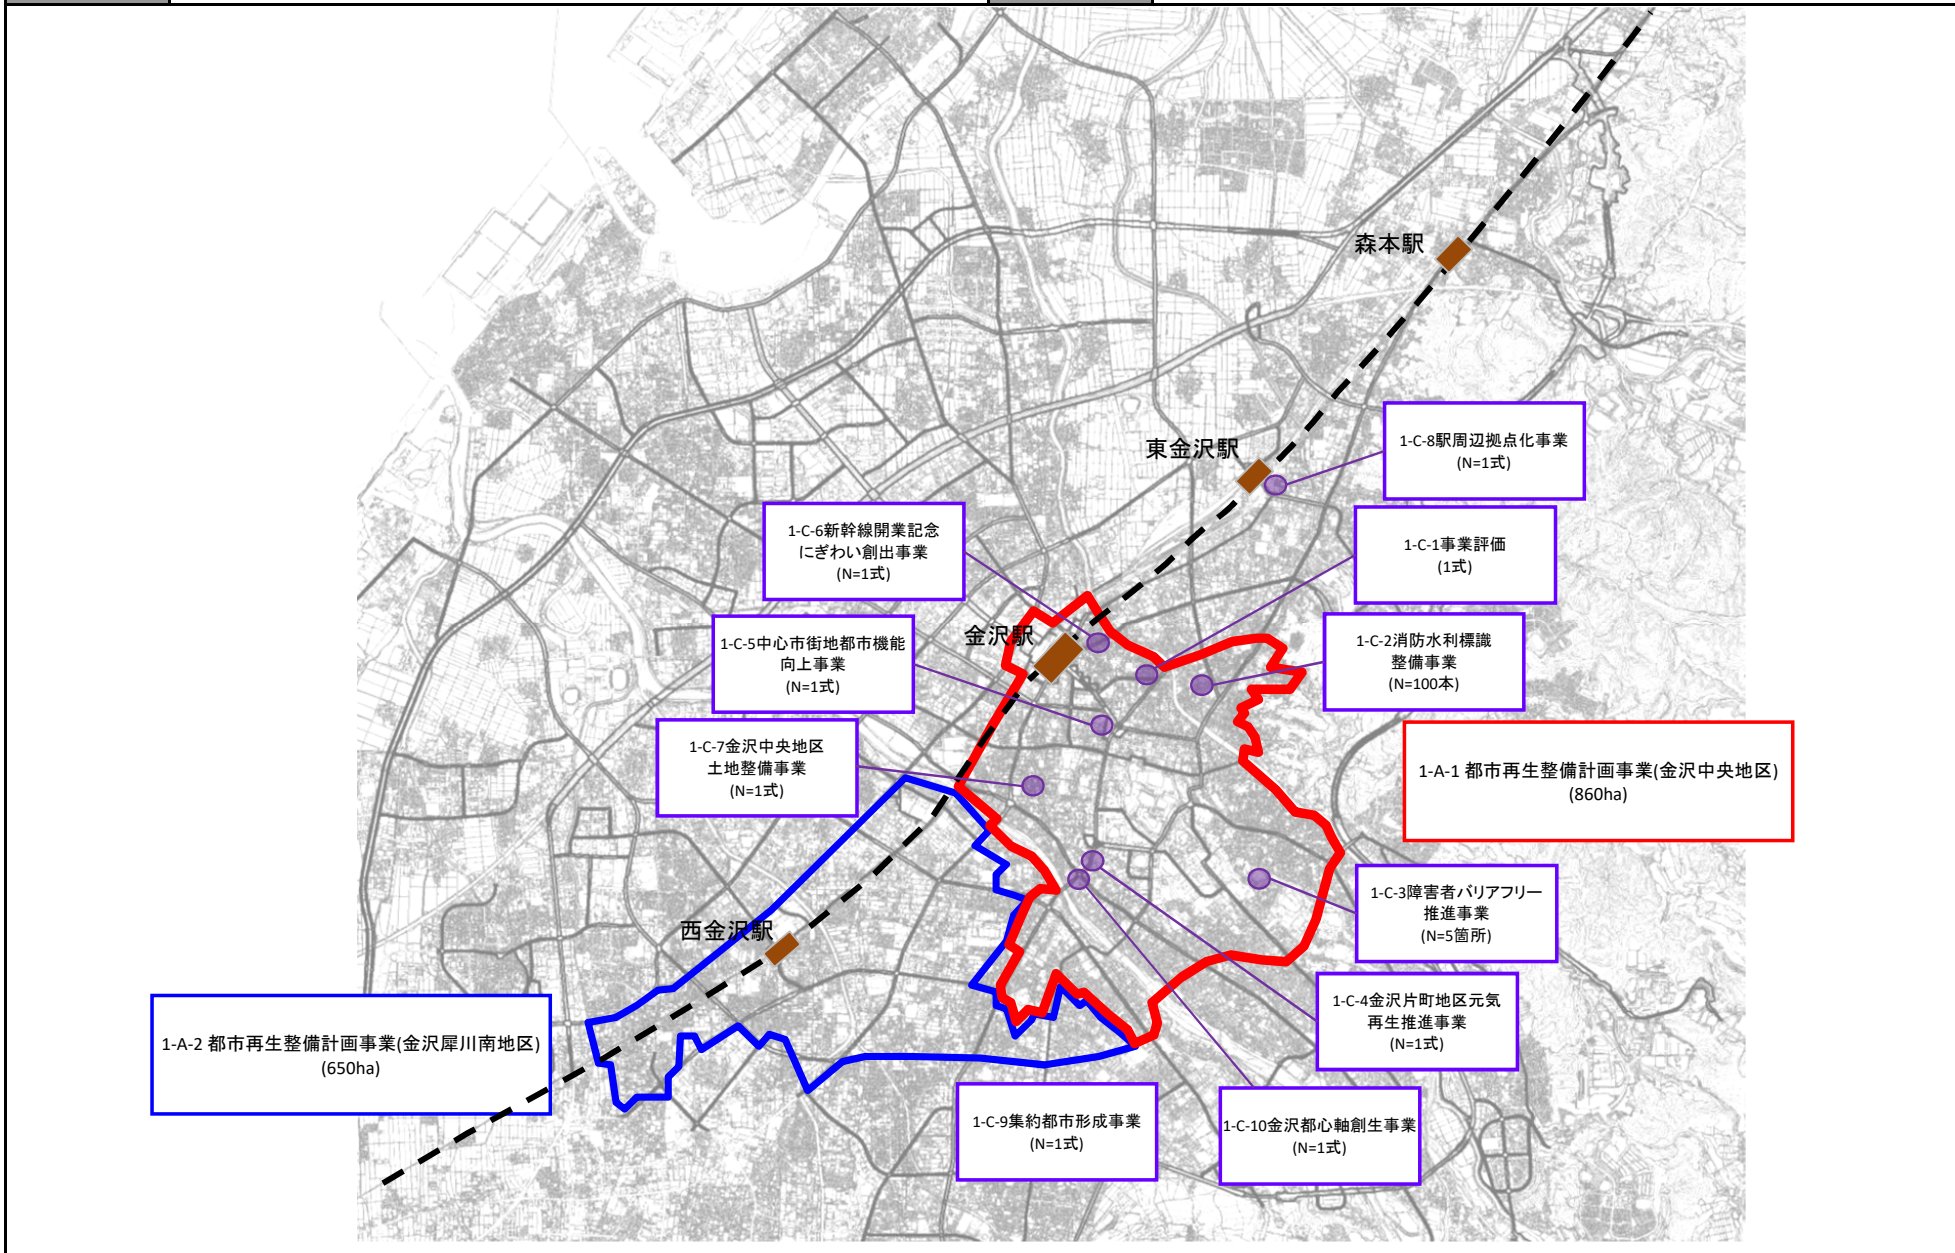 森本駅
東金沢駅
1-C-8駅周辺拠点化事業
(N=1式)
1-C-6新幹線開業記念
にぎわい創出事業
(N=1式)
1-C-1事業評価
(1式)
金沢駅
1-C-5中心市街地都市機能
向上事業
(N=1式)
1-C-2消防水利標識
整備事業
(N=100本)
1-C-7金沢中央地区
土地整備事業
(N=1式)
1-A-1 都市再生整備計画事業(金沢中央地区)
(860ha)
1-C-3障害者バリアフリー
推進事業
(N=5箇所)
西金沢駅
1-C-4金沢片町地区元気
再生推進事業
(N=1式)
1-A-2 都市再生整備計画事業(金沢犀川南地区)
(650ha)
1-C-9集約都市形成事業
(N=1式)
1-C-10金沢都心軸創生事業
(N=1式)